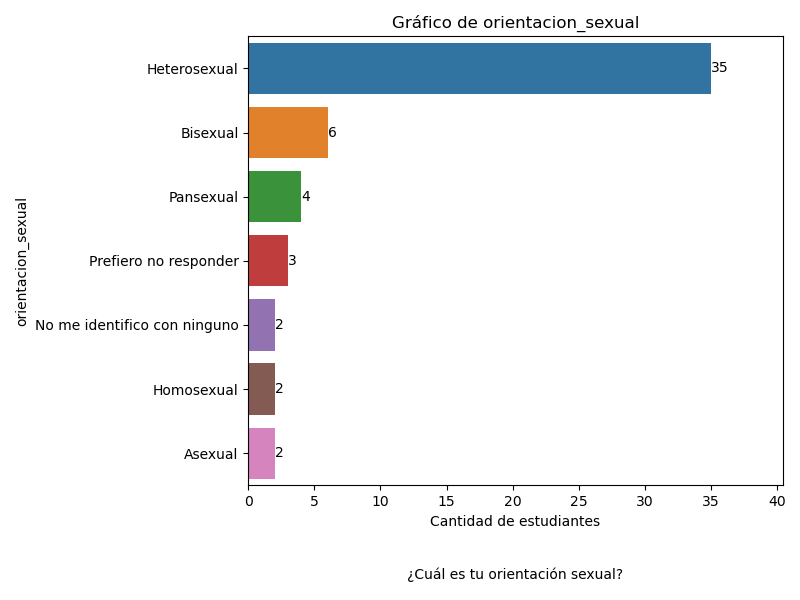 Gráfico de orientacion_sexual
orientacion_sexual
Heterosexual
35
Bisexual
6
Pansexual
4
Prefiero no responder
3
No me identifico con ninguno
2
Homosexual
2
Asexual
2
0 5 10 15 20 25 30 35 40
Cantidad de estudiantes
¿Cuál es tu orientación sexual?